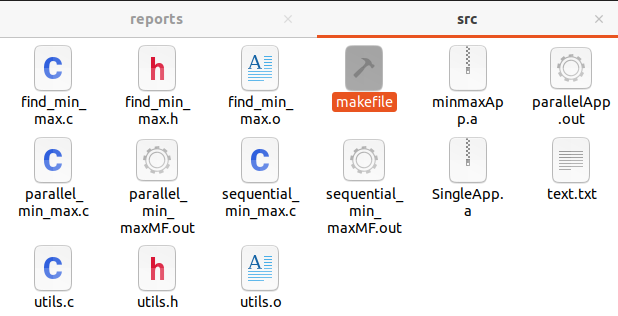 reports
src
find_min_
max.c
find_min_
max.h
find_min_
max.o
makefile
minmaxAp
p.a
parallelApp
.out
parallel_
min_max.c
parallel_
min_
maxMF.out
sequential_
min_max.c
sequential_
min_
maxMF.out
SingleApp.
a
text.txt
utils.c
utils.h
utils.o